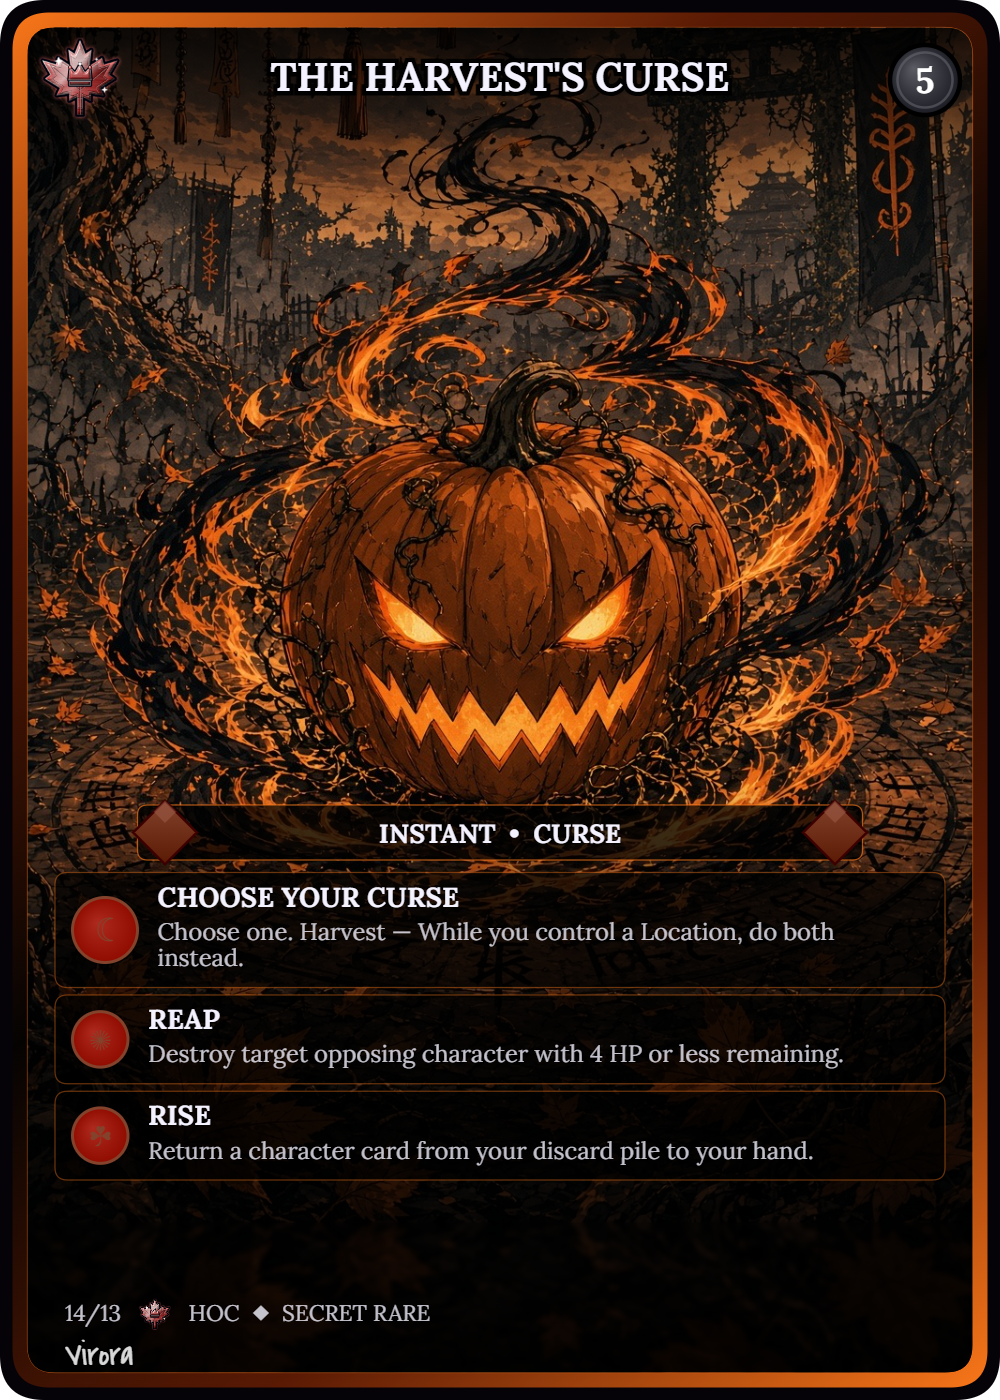 THE HARVEST'S CURSE
5
INSTANT • CURSE
CHOOSE YOUR CURSE
Choose one. Harvest — While you control a Location, do both
instead.
REAP
Destroy target opposing character with 4 HP or less remaining.
RISE
Return a character card from your discard pile to your hand.
14/13 HOC ◆ SECRET RARE
Virora